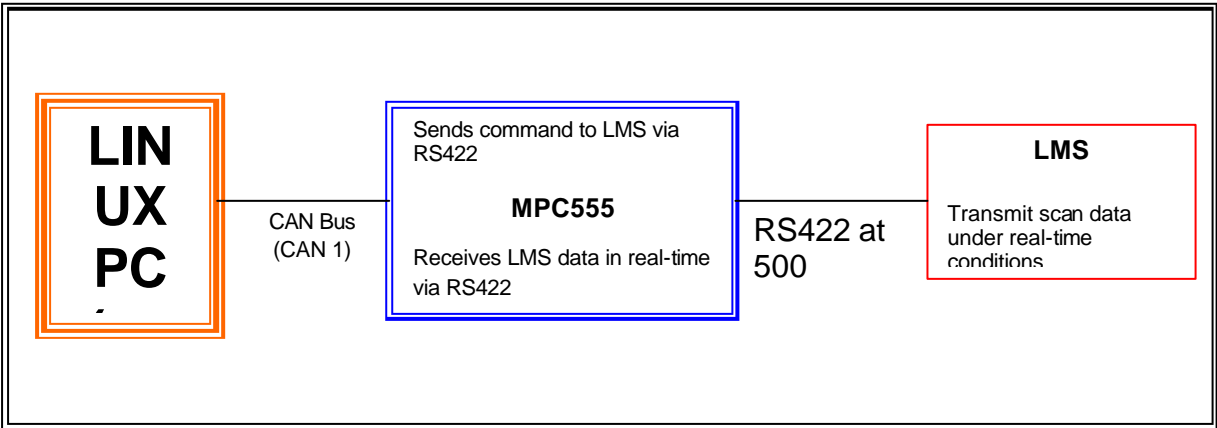 LIN
UX
PC
CAN Bus
(CAN 1)
Sends command to LMS via
RS422
MPC555
Receives LMS data in real-time
via RS422
RS422 at
500
LMS
Transmit scan data
under real-time
conditions